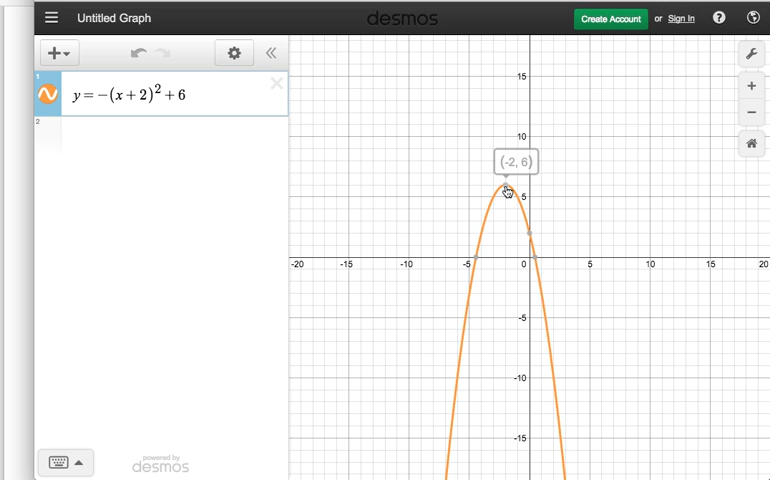 Untitled Graph
desmos
Create Account or Sign In ?
1
y = -(x + 2)² + 6
2
(-2, 6)
15
10
5
-20 -15 -10 -5 0 5 10 15 20
-5
-10
-15
powered by
desmos